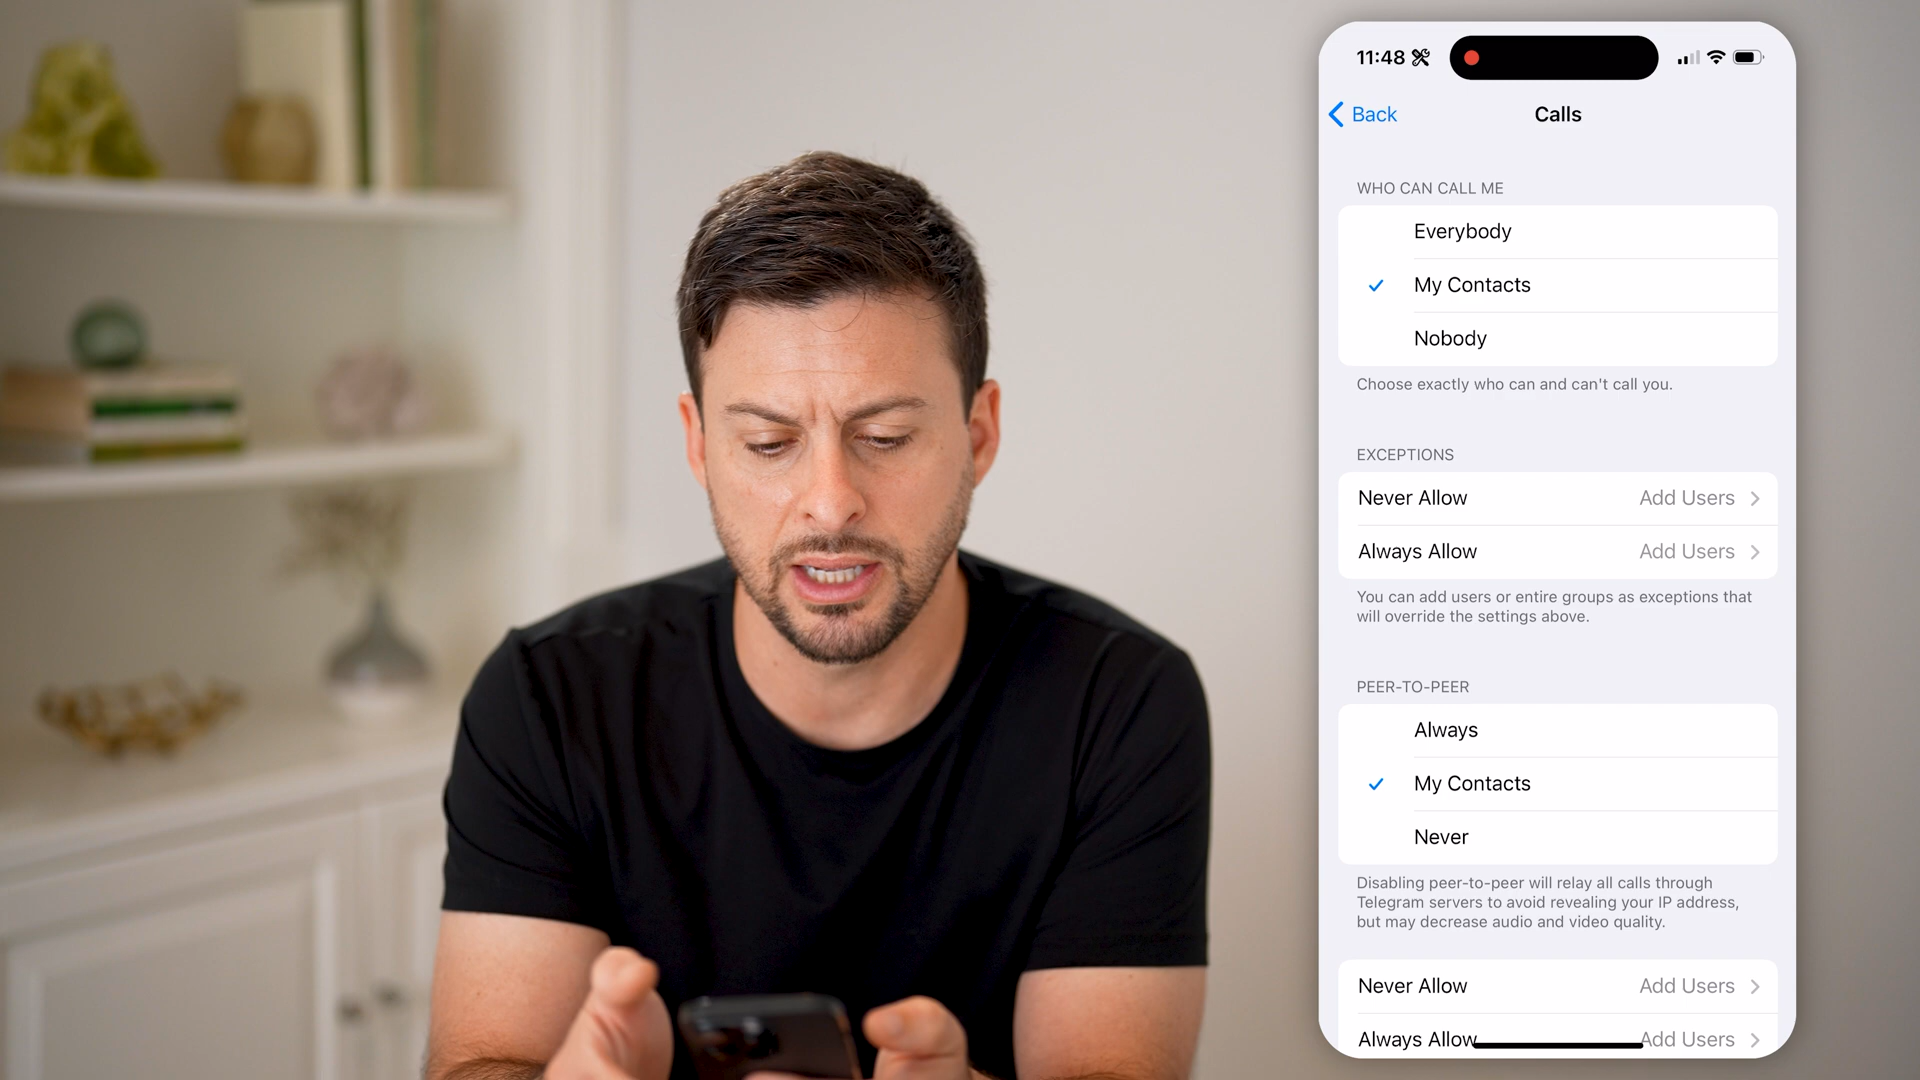 11:48
Back
Calls
WHO CAN CALL ME
Everybody
My Contacts
Nobody
Choose exactly who can and can't call you.
EXCEPTIONS
Never Allow Add Users
Always Allow Add Users
You can add users or entire groups as exceptions that
will override the settings above.
PEER-TO-PEER
Always
My Contacts
Never
Disabling peer-to-peer will relay all calls through
Telegram servers to avoid revealing your IP address,
but may decrease audio and video quality.
Never Allow Add Users
Always Allow Add Users